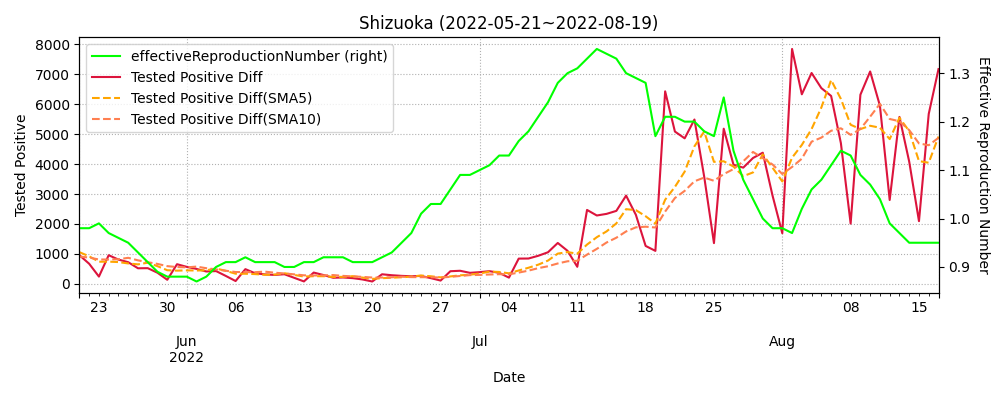 Shizuoka (2022-05-21~2022-08-19)
effectiveReproductionNumber (right)
Tested Positive Diff
Tested Positive Diff(SMA5)
Tested Positive Diff(SMA10)
8000
7000
6000
5000
4000
3000
2000
1000
0
Tested Positive
1.3
1.2
1.1
1.0
0.9
Effective Reproduction Number
23 30 06 13 20 27 04 11 18 25 08 15
Jun Jul Aug
2022
Date